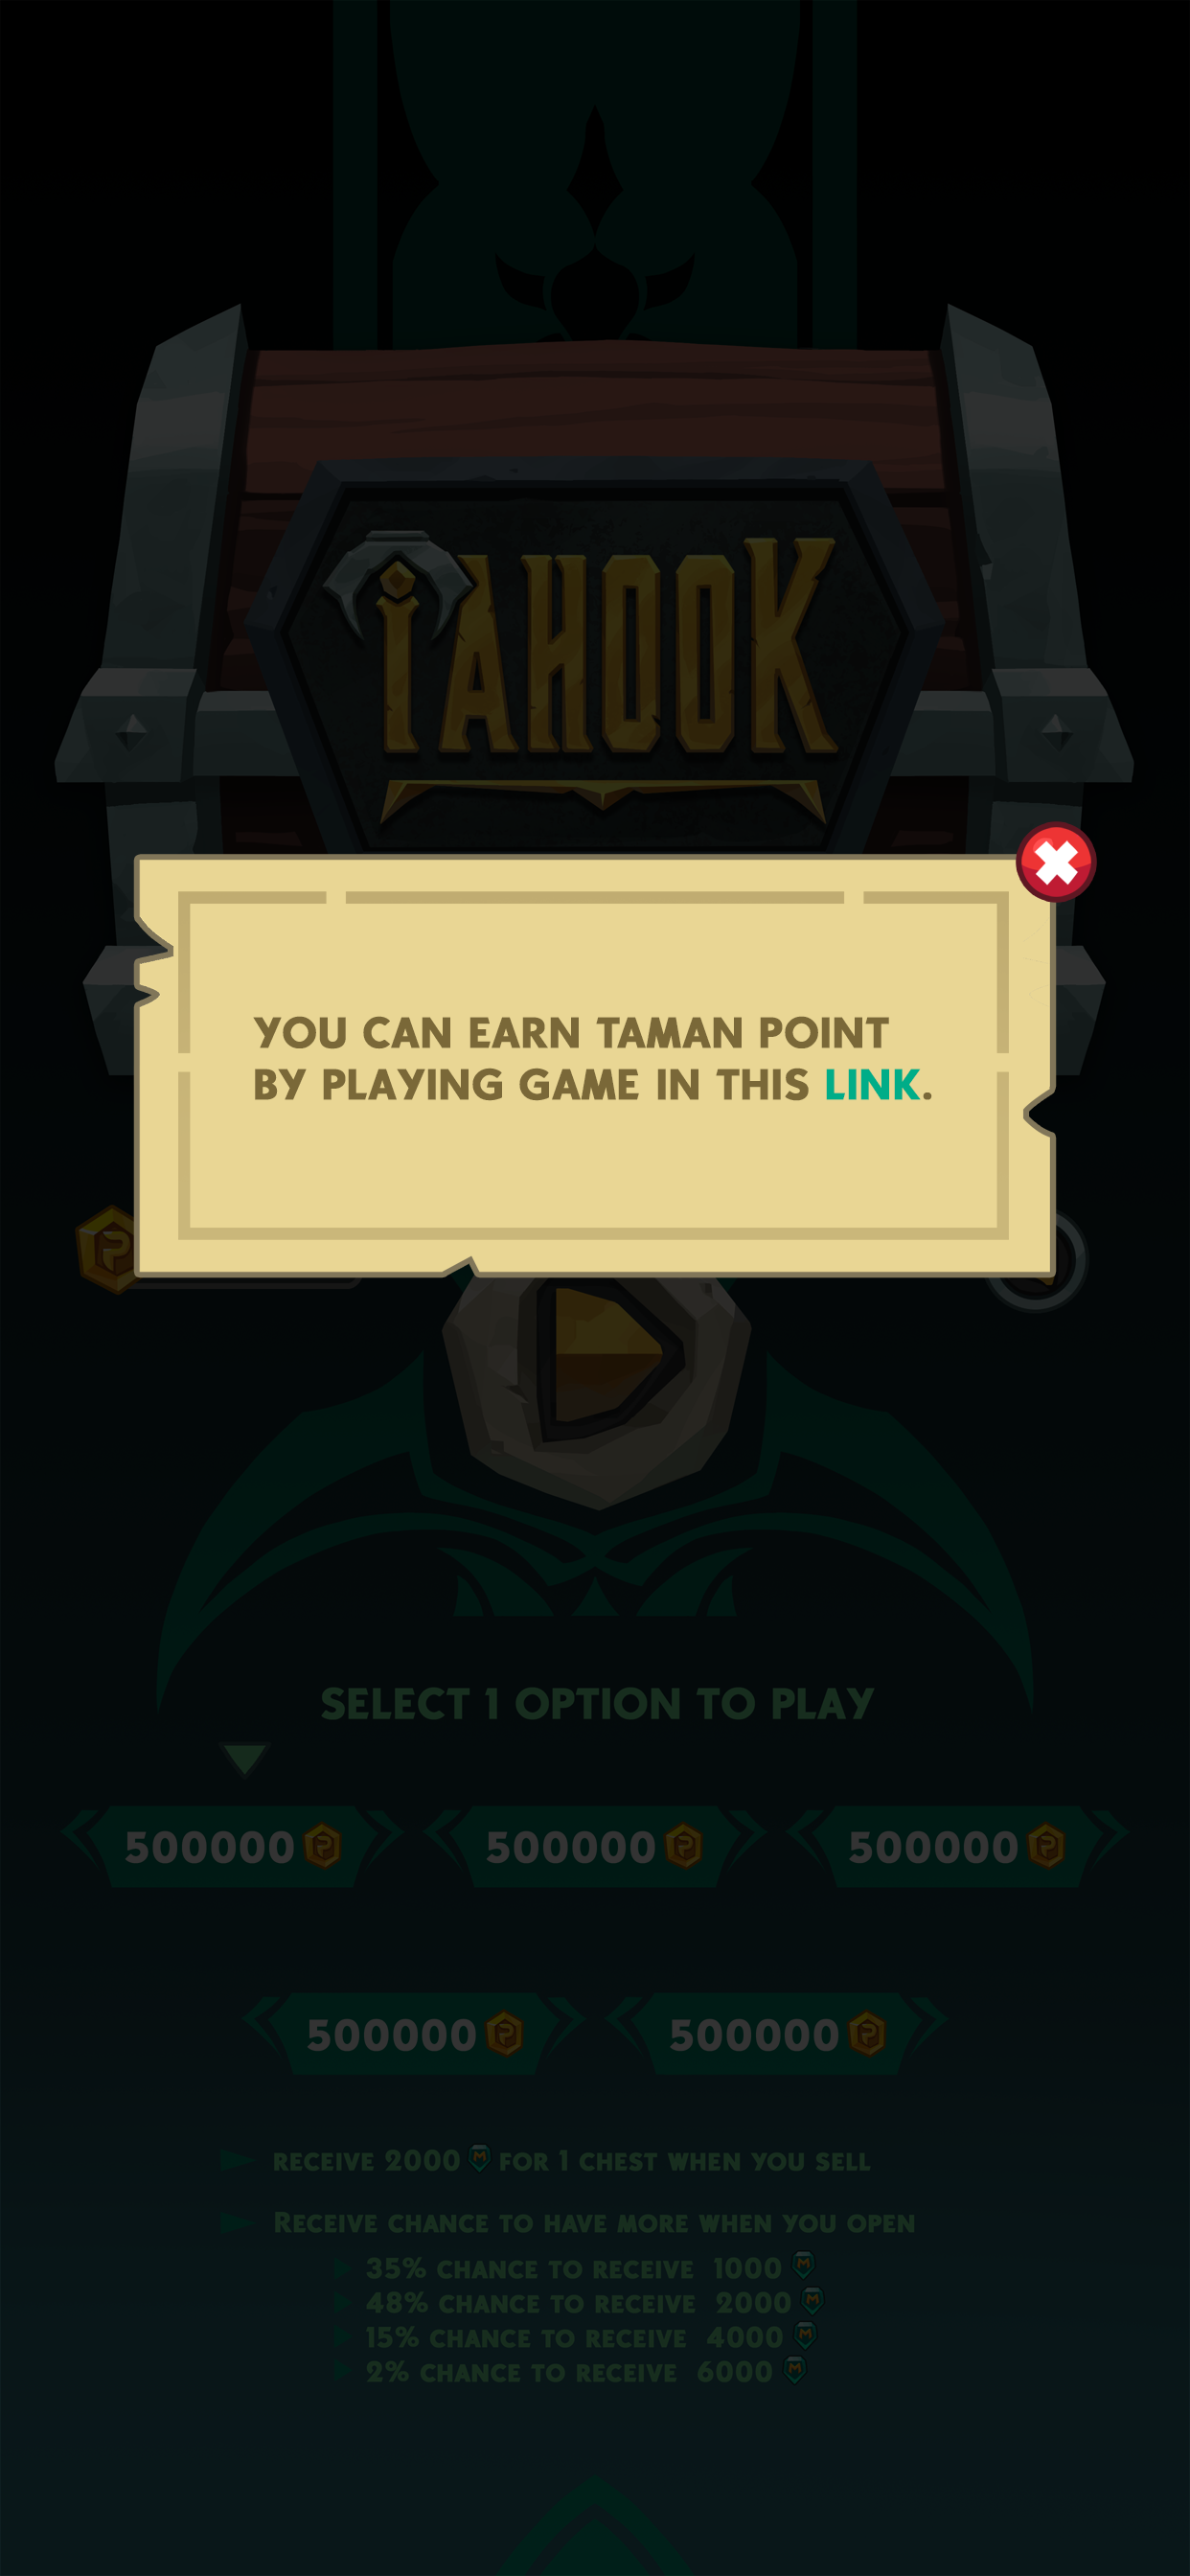 TAHOOK
YOU CAN EARN TAMAN POINT
BY PLAYING GAME IN THIS LINK.
SELECT 1 OPTION TO PLAY
500000 500000 500000
500000 500000
RECEIVE 2000 M FOR 1 CHEST WHEN YOU SELL
RECEIVE CHANCE TO HAVE MORE WHEN YOU OPEN
35% CHANCE TO RECEIVE 1000 M
48% CHANCE TO RECEIVE 2000 M
15% CHANCE TO RECEIVE 4000 M
2% CHANCE TO RECEIVE 6000 M